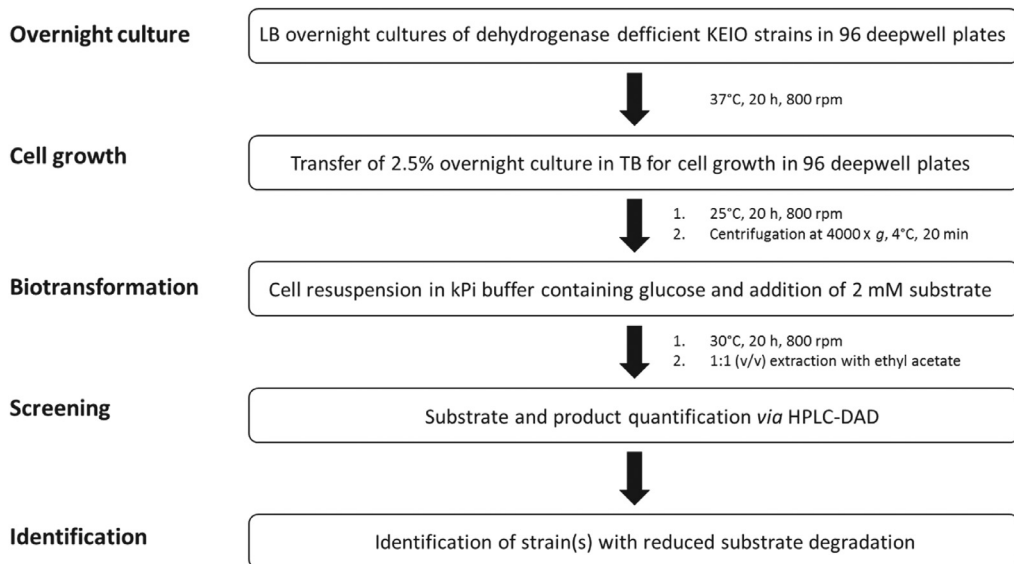 Overnight culture
LB overnight cultures of dehydrogenase defficient KEIO strains in 96 deepwell plates
37°C, 20 h, 800 rpm
Cell growth
Transfer of 2.5% overnight culture in TB for cell growth in 96 deepwell plates
1. 25°C, 20 h, 800 rpm
2. Centrifugation at 4000 x g, 4°C, 20 min
Biotransformation
Cell resuspension in kPi buffer containing glucose and addition of 2 mM substrate
1. 30°C, 20 h, 800 rpm
2. 1:1 (v/v) extraction with ethyl acetate
Screening
Substrate and product quantification via HPLC-DAD
Identification
Identification of strain(s) with reduced substrate degradation